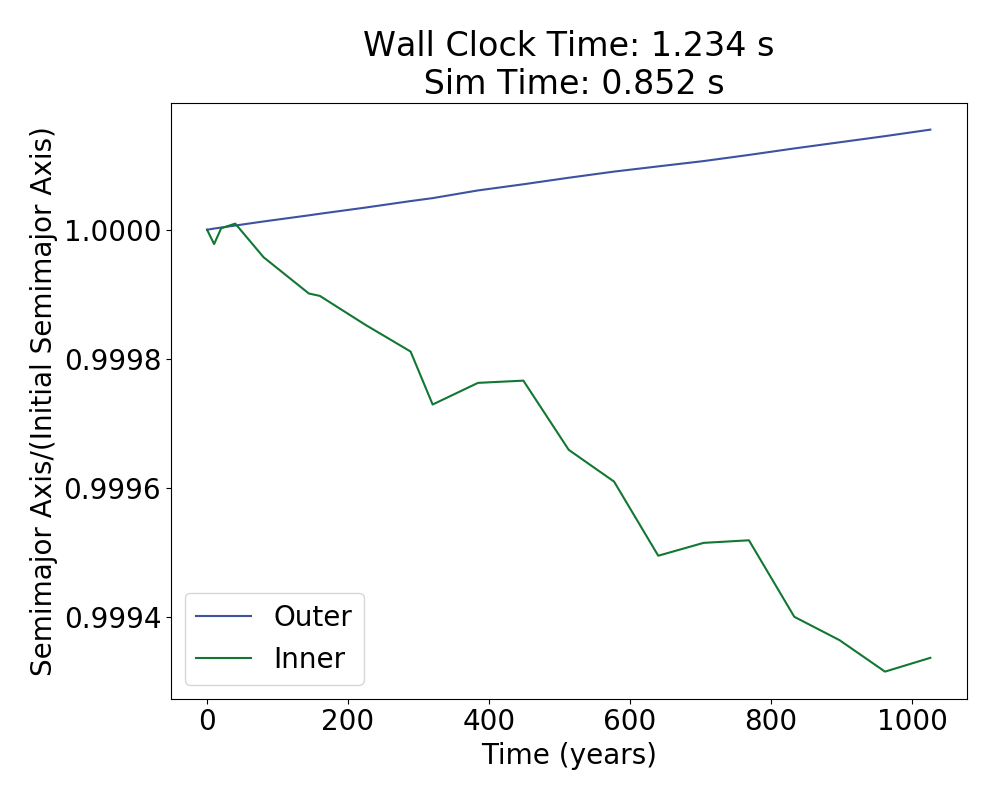 Wall Clock Time: 1.234 s
Sim Time: 0.852 s
Semimajor Axis/(Initial Semimajor Axis)
1.0000
0.9998
0.9996
0.9994
Outer
Inner
0 200 400 600 800 1000
Time (years)